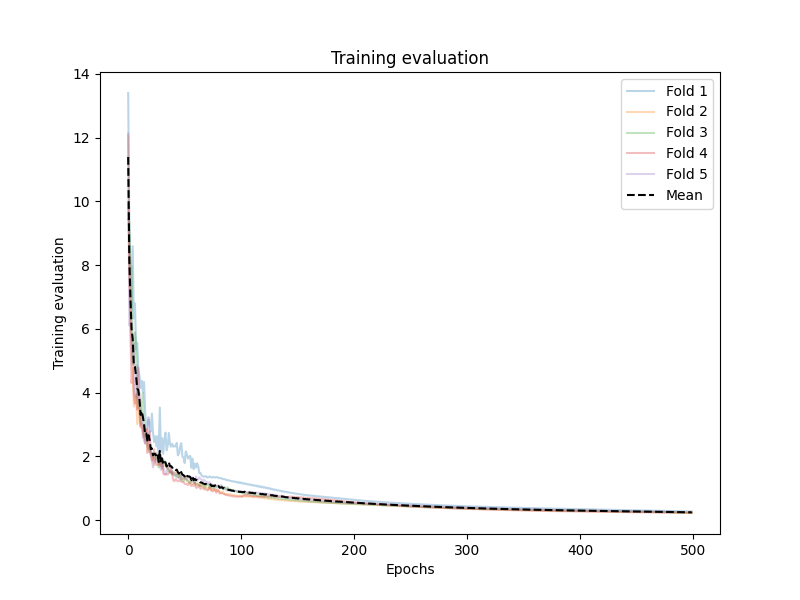 Training evaluation
14
12
10
8
6
4
2
0
Training evaluation
0
100
200
300
400
500
Epochs
Fold 1
Fold 2
Fold 3
Fold 4
Fold 5
Mean